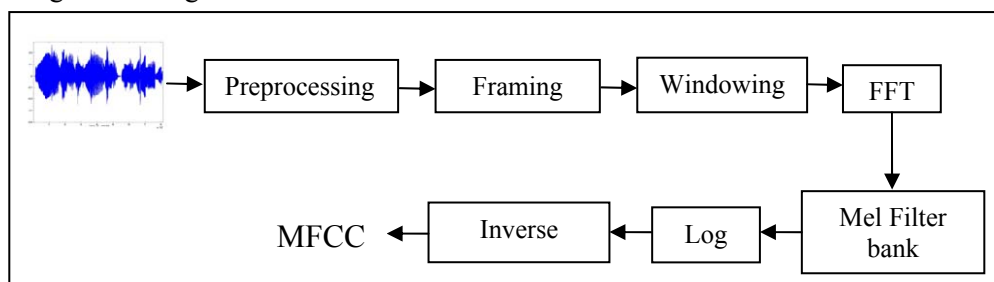 Preprocessing
Framing
Windowing
FFT
Mel Filter
bank
Log
Inverse
MFCC